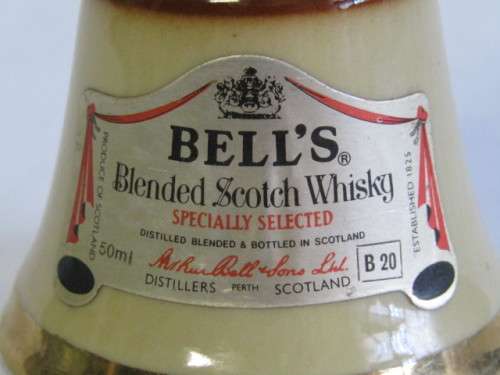 BELL'S®
Blended Scotch Whisky
SPECIALLY SELECTED
DISTILLED BLENDED & BOTTLED IN SCOTLAND
PRODUCE OF SCOTLAND
50ml
Arthur Bell & Sons Ltd.
B 20
ESTABLISHED 1825
DISTILLERS PERTH SCOTLAND